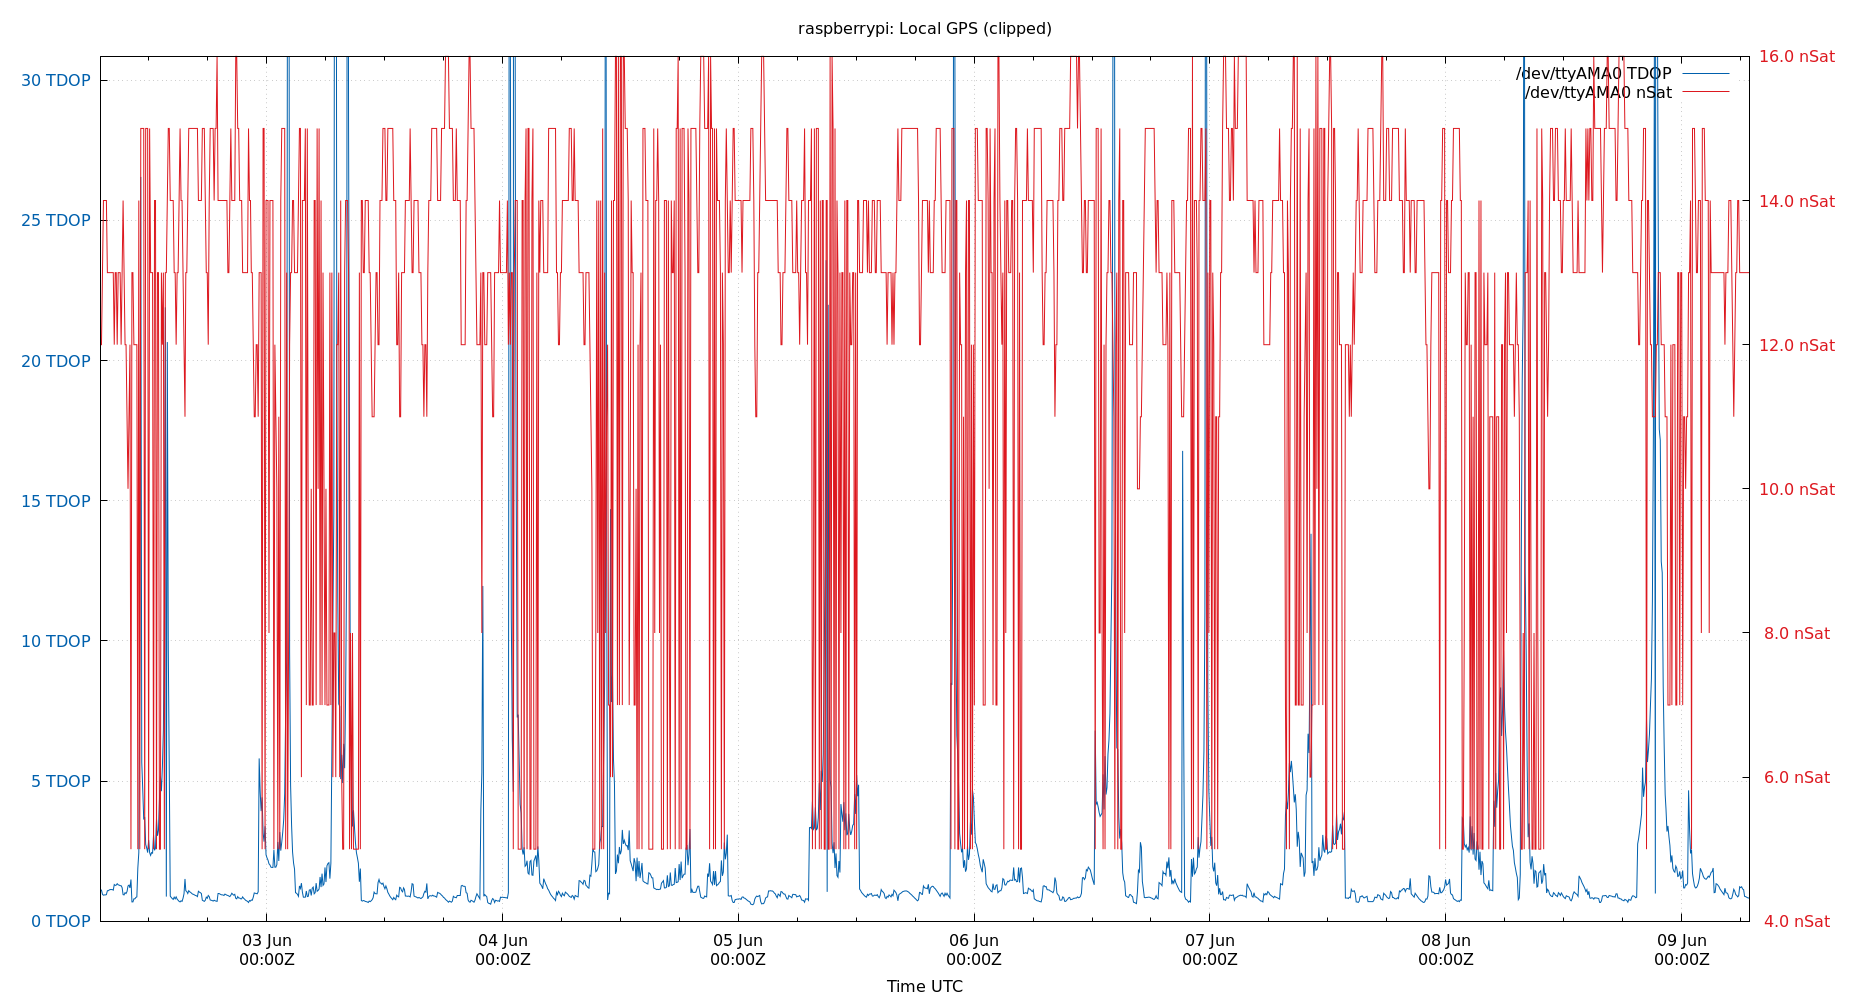 raspberrypi: Local GPS (clipped)
30 TDOP
25 TDOP
20 TDOP
15 TDOP
10 TDOP
5 TDOP
0 TDOP
/dev/ttyAMA0 TDOP
/dev/ttyAMA0 nSat
16.0 nSat
14.0 nSat
12.0 nSat
10.0 nSat
8.0 nSat
6.0 nSat
4.0 nSat
03 Jun 04 Jun 05 Jun 06 Jun 07 Jun 08 Jun 09 Jun
00:00Z 00:00Z 00:00Z 00:00Z 00:00Z 00:00Z 00:00Z
Time UTC